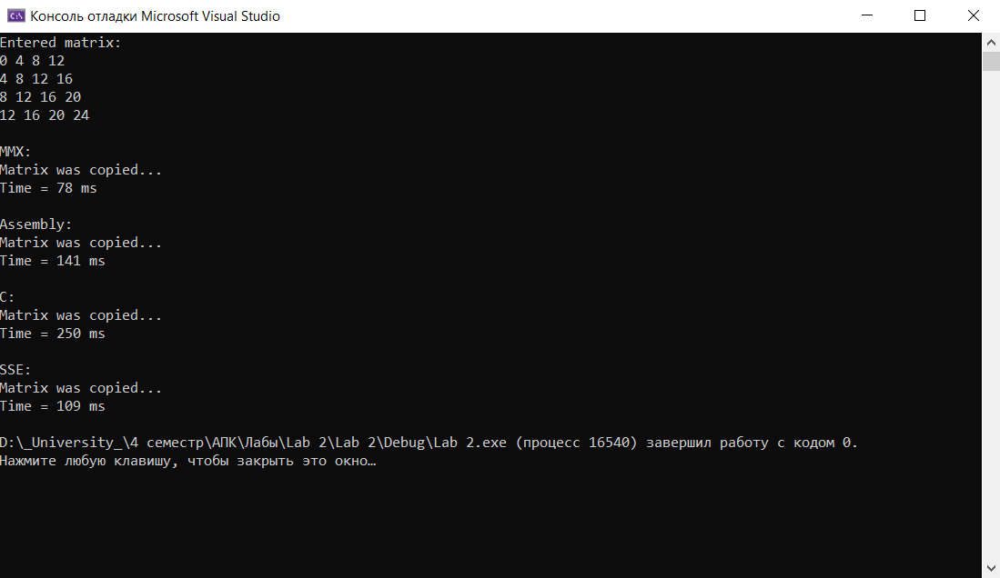 Консоль отладки Microsoft Visual Studio
Entered matrix:
0 4 8 12
4 8 12 16
8 12 16 20
12 16 20 24
MMX:
Matrix was copied...
Time = 78 ms
Assembly:
Matrix was copied...
Time = 141 ms
C:
Matrix was copied...
Time = 250 ms
SSE:
Matrix was copied...
Time = 109 ms
D:\_University_\4 семестр\АПК\Лабы\Lab 2\Lab 2\Debug\Lab 2.exe (процесс 16540) завершил работу с кодом 0.
Нажмите любую клавишу, чтобы закрыть это окно…